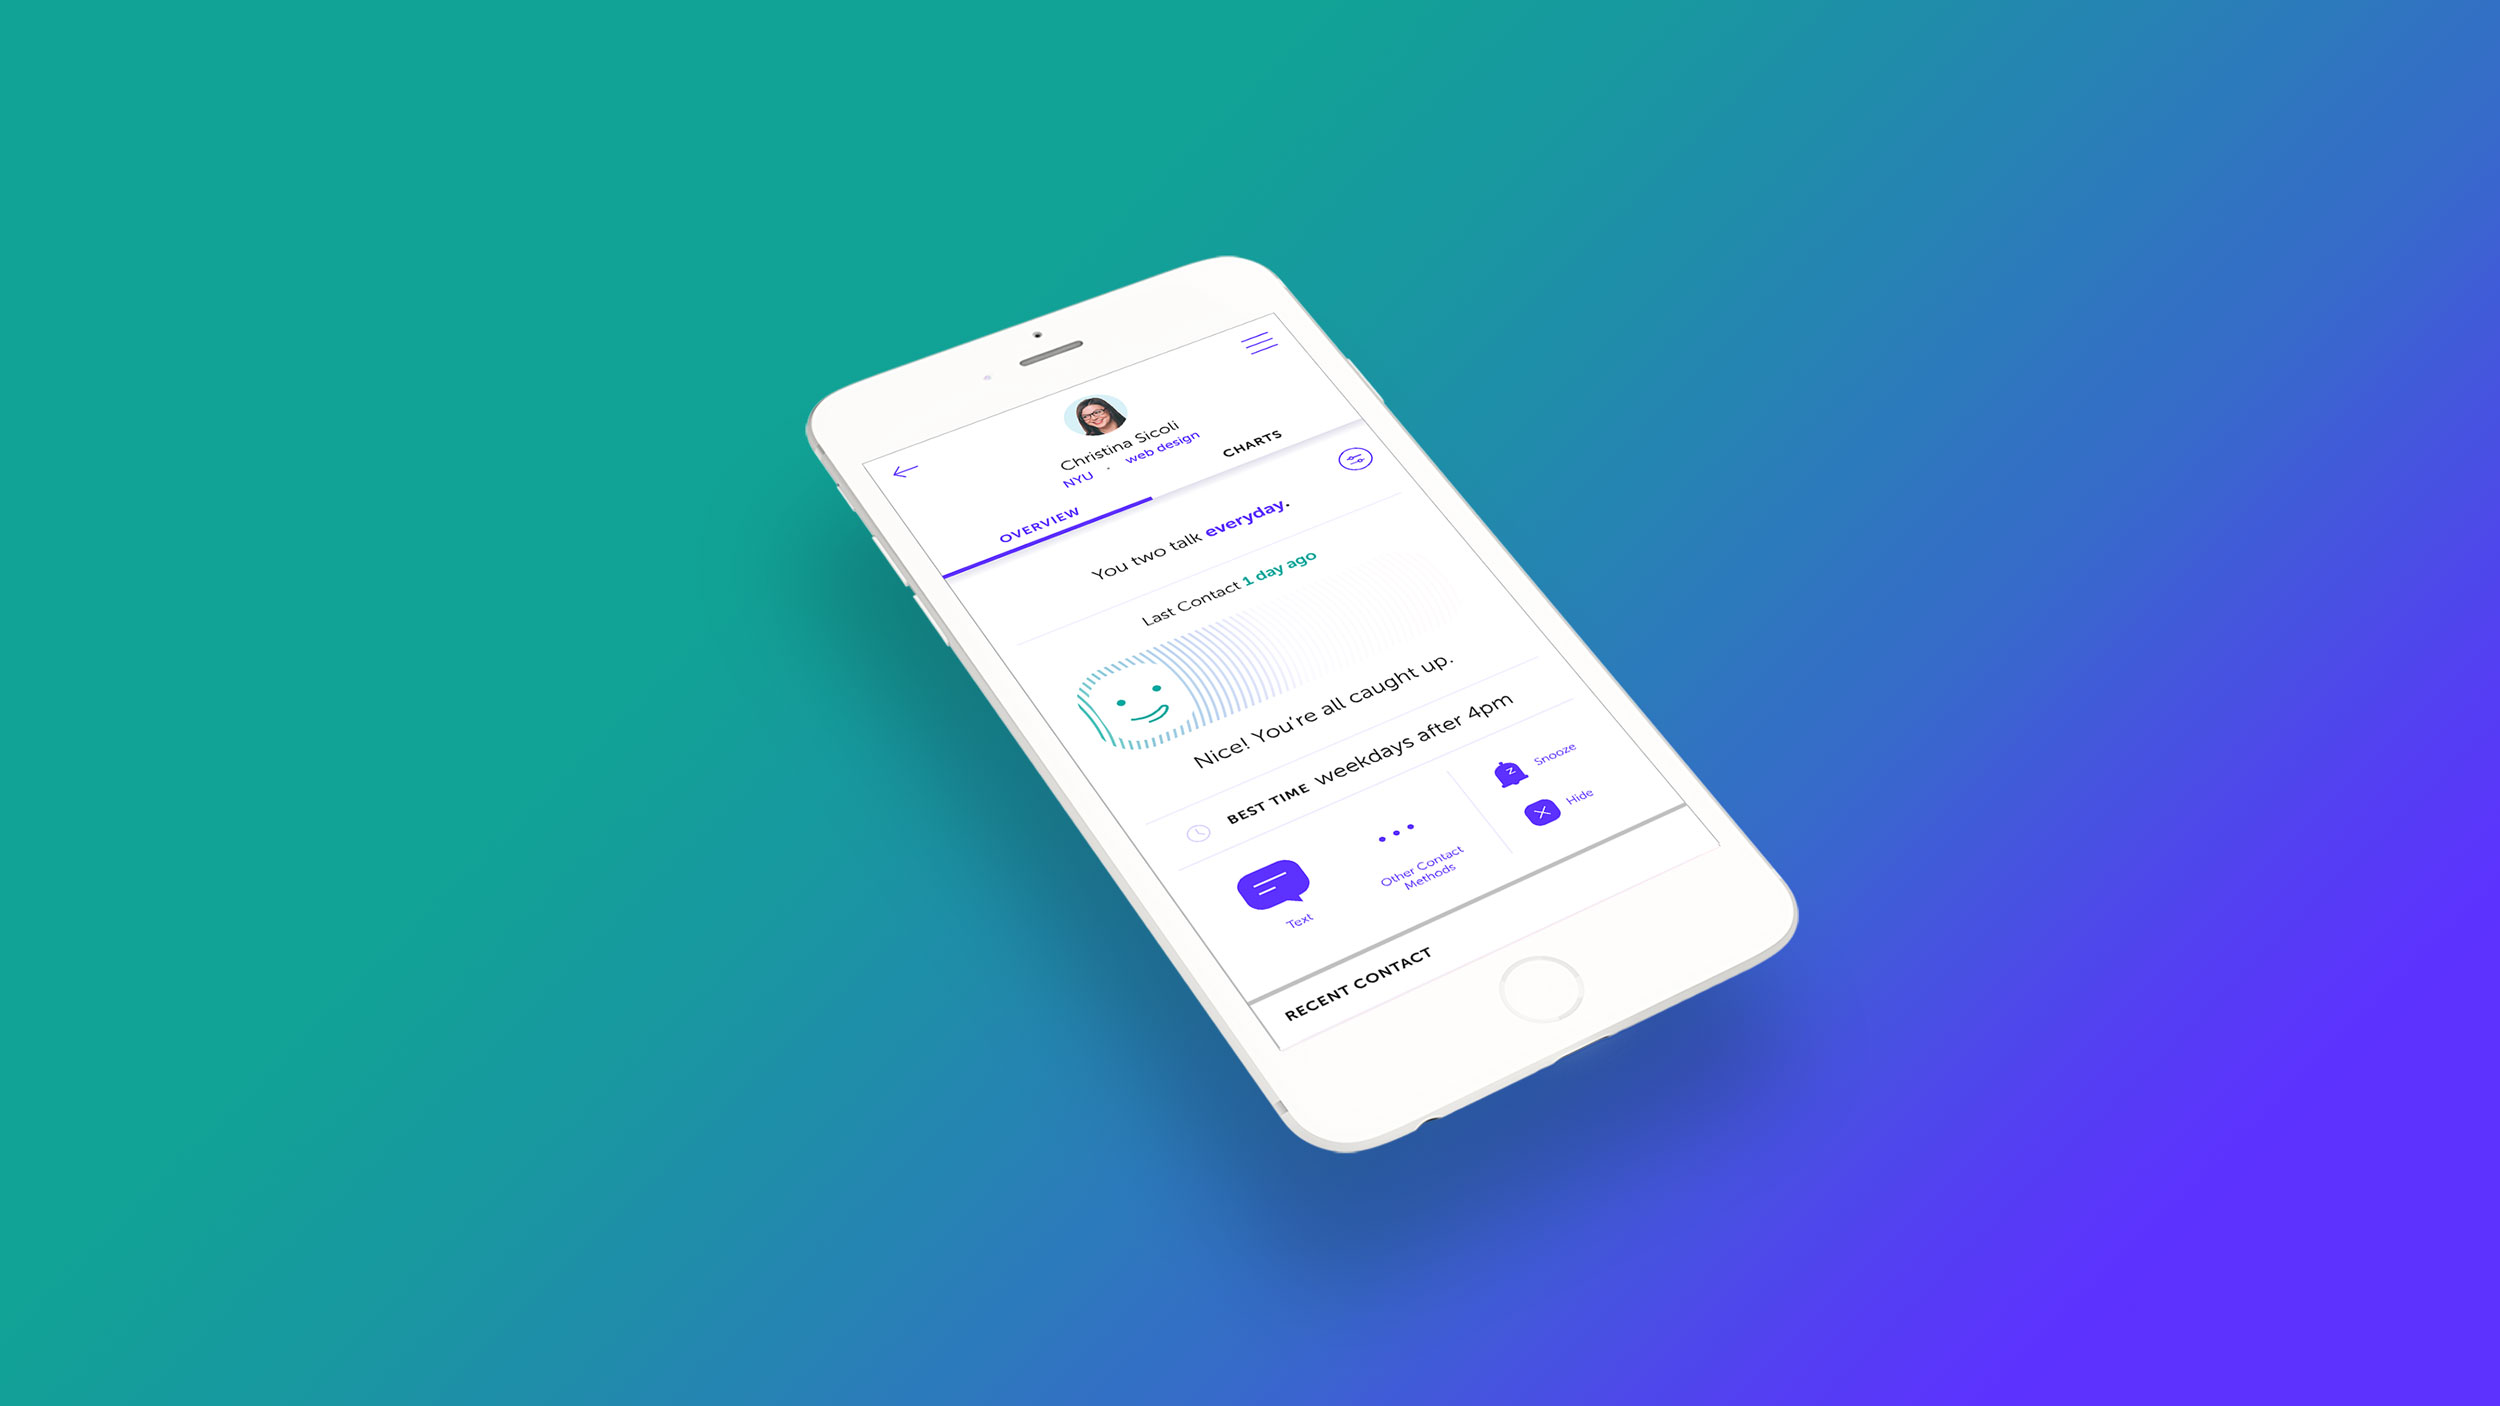 Christina Sicoli
NYU · web design
OVERVIEW CHARTS
You two talk everyday.
Last Contact 1 day ago
Nice! You're all caught up.
BEST TIME weekdays after 4pm
Text
Other Contact
Methods
z Snooze
Hide
RECENT CONTACT